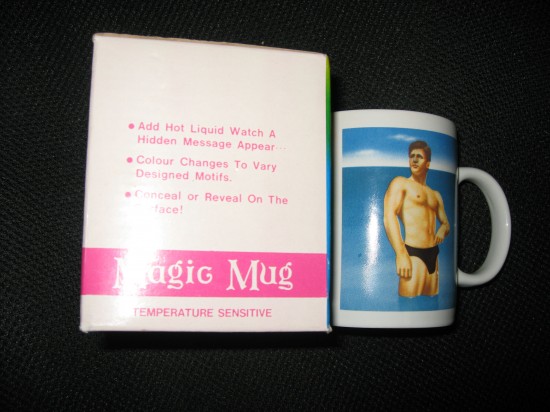 • Add Hot Liquid Watch A
Hidden Message Appear ..
• Colour Changes To Vary
Designed Motifs.
• Conceal or Reveal On The
Surface!
Magic Mug
TEMPERATURE SENSITIVE